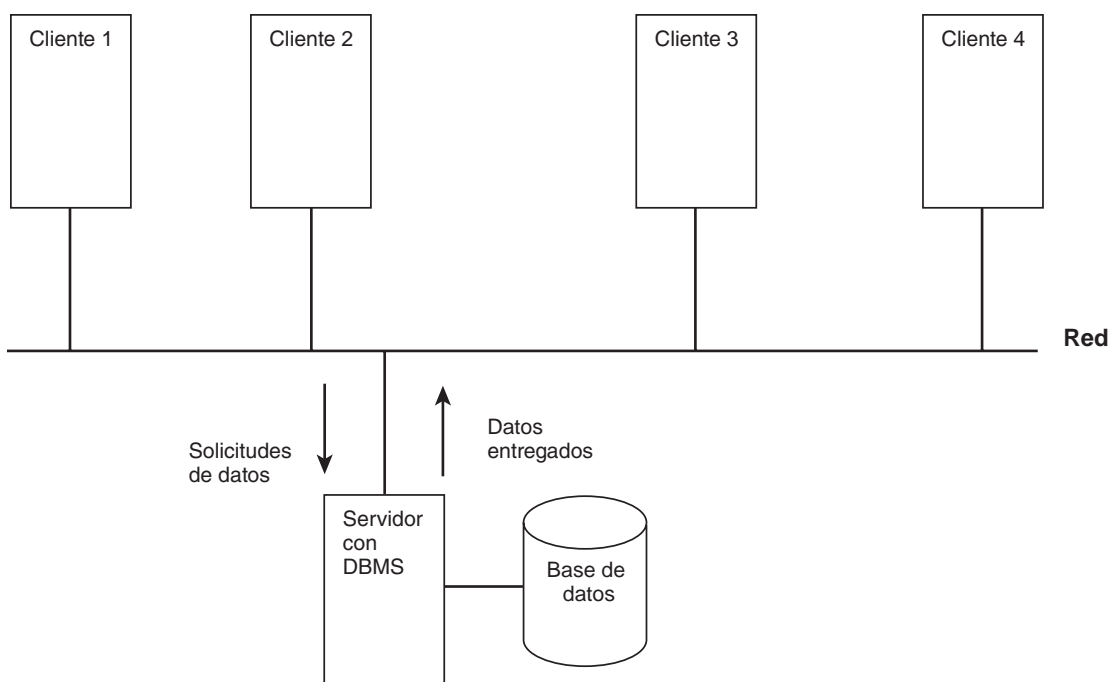 Cliente 1
Cliente 2
Cliente 3
Cliente 4
Red
Solicitudes
de datos
Datos
entregados
Servidor
con
DBMS
Base de
datos